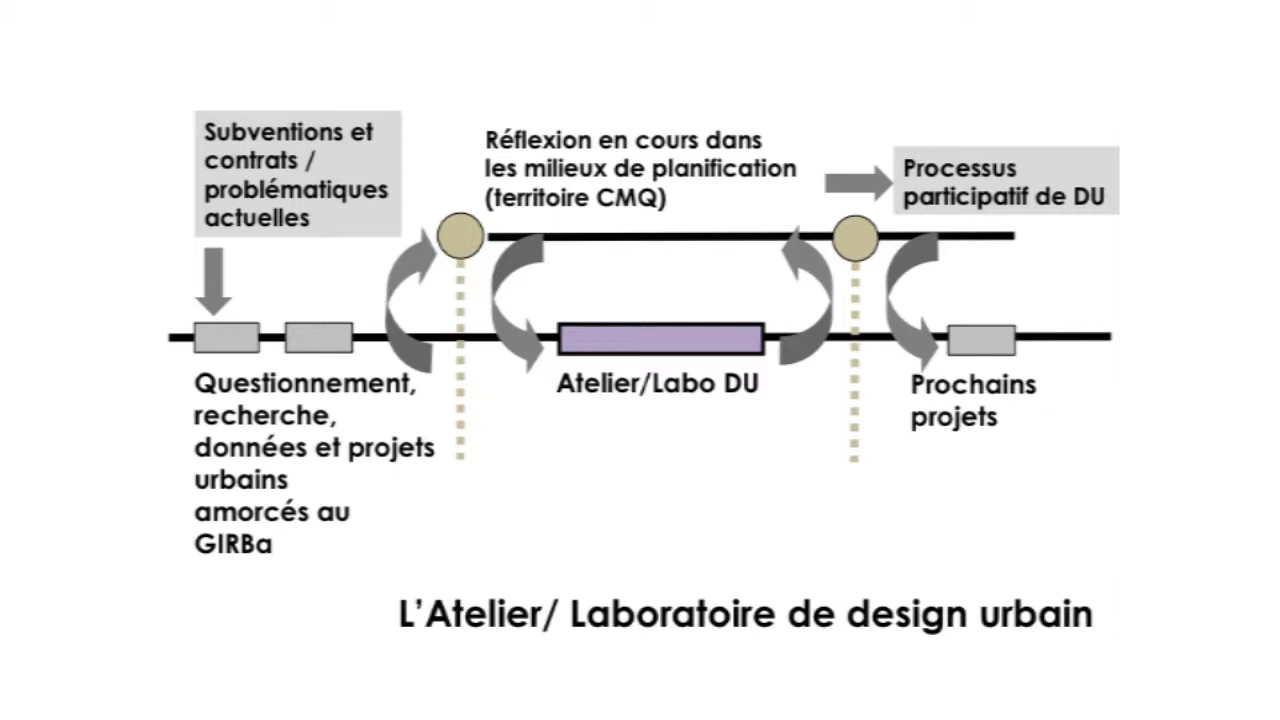 Subventions et
contrats /
problématiques
actuelles
Réflexion en cours dans
les milieux de planification
(territoire CMQ)
Processus
participatif de DU
Questionnement,
recherche,
données et projets
urbains
amorcés au
GIRBa
Atelier/Labo DU
Prochains
projets
L'Atelier/ Laboratoire de design urbain